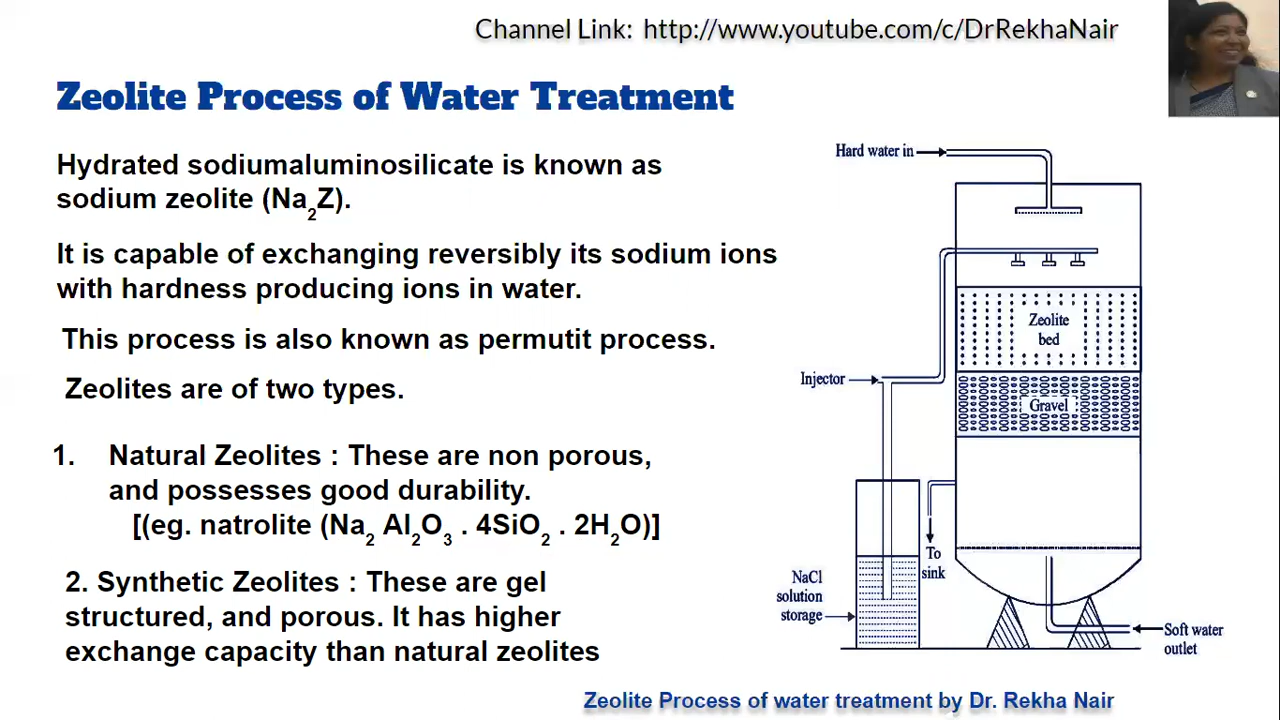 Channel Link: http://www.youtube.com/c/DrRekhaNair
Zeolite Process of Water Treatment
Hydrated sodiumaluminosilicate is known as
sodium zeolite (Na₂Z).
It is capable of exchanging reversibly its sodium ions
with hardness producing ions in water.
This process is also known as permutit process.
Zeolites are of two types.
1. Natural Zeolites : These are non porous,
and possesses good durability.
[(eg. natrolite (Na₂ Al₂O₃ . 4SiO₂ . 2H₂O)]
2. Synthetic Zeolites : These are gel
structured, and porous. It has higher
exchange capacity than natural zeolites
Hard water in
Zeolite
bed
Injector
Gravel
To
sink
NaCl
solution
storage
Soft water
outlet
Zeolite Process of water treatment by Dr. Rekha Nair